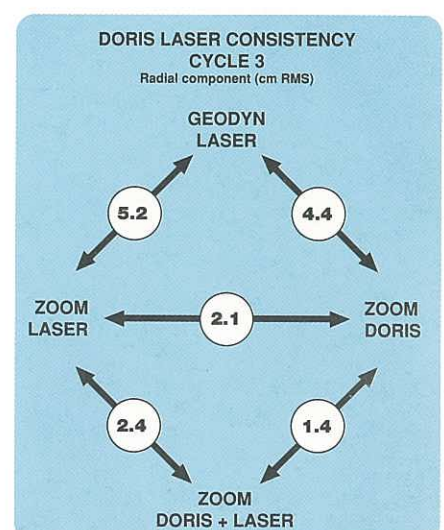 DORIS LASER CONSISTENCY
CYCLE 3
Radial component (cm RMS)
GEODYN
LASER
5.2
4.4
ZOOM
LASER
2.1
ZOOM
DORIS
2.4
1.4
ZOOM
DORIS + LASER